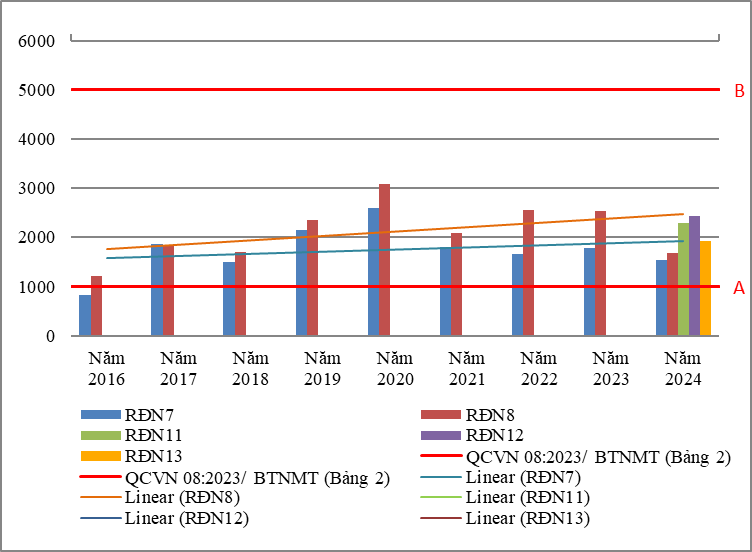 6000
5000
B
4000
3000
2000
1000
A
0
Năm 2016
Năm 2017
Năm 2018
Năm 2019
Năm 2020
Năm 2021
Năm 2022
Năm 2023
Năm 2024
RĐN7
RĐN8
RĐN11
RĐN12
RĐN13
QCVN 08:2023/ BTNMT (Bảng 2)
QCVN 08:2023/ BTNMT (Bảng 2)
Linear (RĐN7)
Linear (RĐN8)
Linear (RĐN11)
Linear (RĐN12)
Linear (RĐN13)